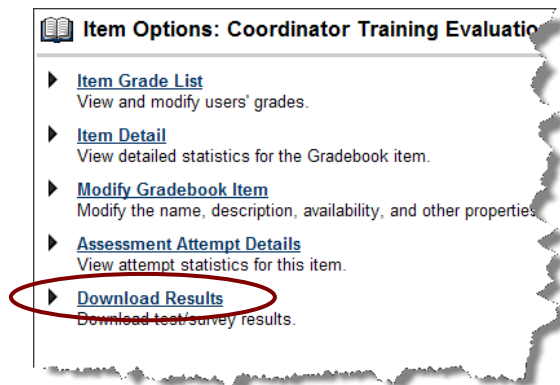 Item Options: Coordinator Training Evaluatio
Item Grade List
View and modify users' grades.
Item Detail
View detailed statistics for the Gradebook item.
Modify Gradebook Item
Modify the name, description, availability, and other properties
Assessment Attempt Details
View attempt statistics for this item.
Download Results
Download test/survey results.